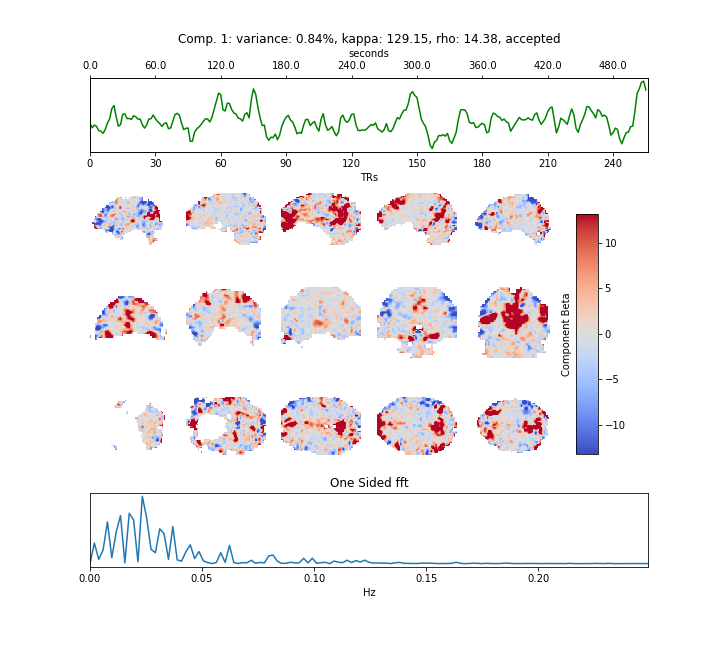 Comp. 1: variance: 0.84%, kappa: 129.15, rho: 14.38, accepted
seconds
0.0 60.0 120.0 180.0 240.0 300.0 360.0 420.0 480.0
0 30 60 90 120 150 180 210 240
TRs
10
5
0
−5
−10
Component Beta
One Sided fft
0.00 0.05 0.10 0.15 0.20
Hz